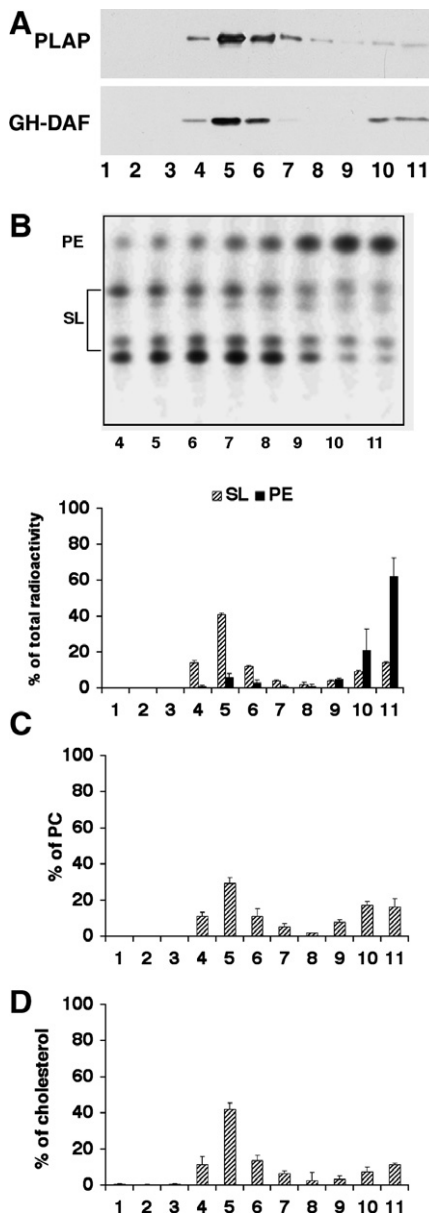 A
PLAP
GH-DAF
1 2 3 4 5 6 7 8 9 10 11
B
PE
SL
4 5 6 7 8 9 10 11
SL PE
% of total radioactivity
100
80
60
40
20
0
1 2 3 4 5 6 7 8 9 10 11
C
% of PC
100
80
60
40
20
0
1 2 3 4 5 6 7 8 9 10 11
D
% of cholesterol
100
80
60
40
20
0
1 2 3 4 5 6 7 8 9 10 11